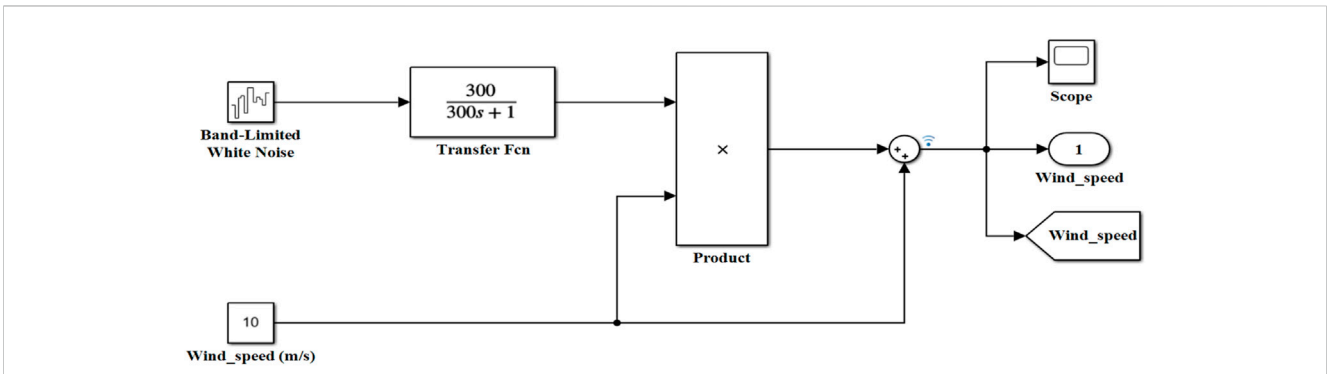 Band-Limited
White Noise
300
300s + 1
Transfer Fcn
×
Product
10
Wind_speed (m/s)
+
+
Scope
1
Wind_speed
Wind_speed